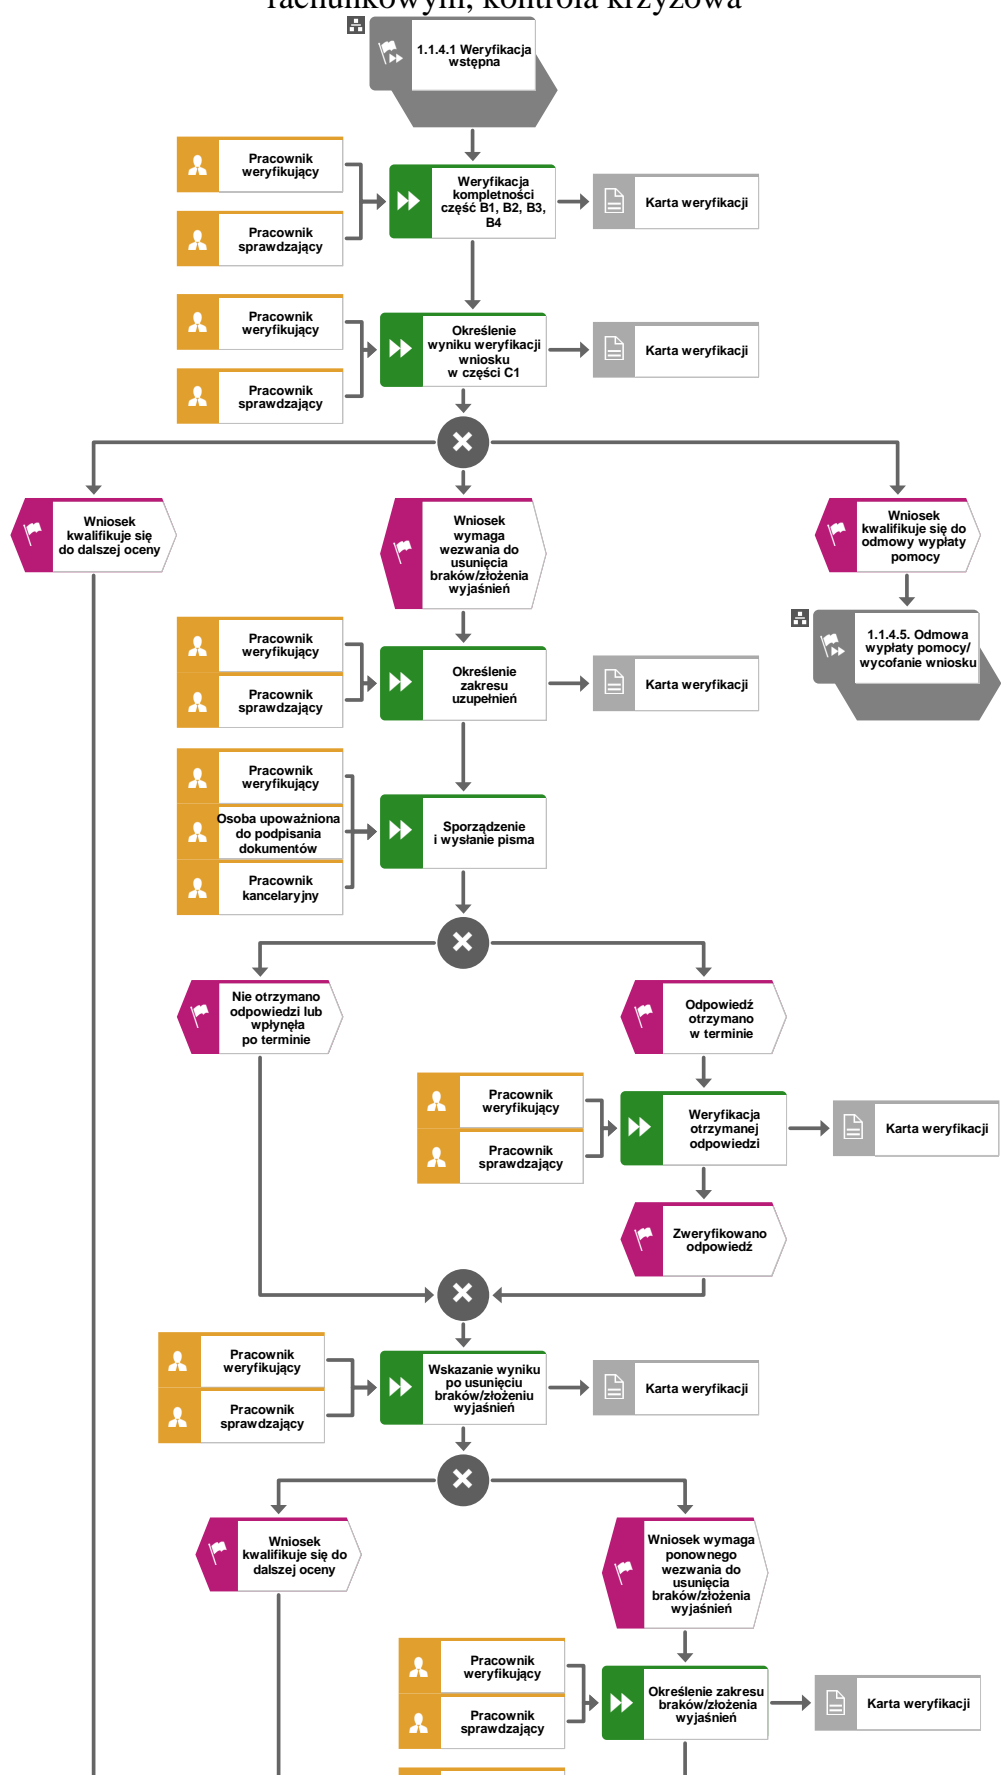 rachunkowym, kontrola krzyżowa
1.1.4.1 Weryfikacja
wstępna
Pracownik
weryfikujący
Pracownik
sprawdzający
Weryfikacja
kompletności
część B1, B2, B3,
B4
Karta weryfikacji
Pracownik
weryfikujący
Pracownik
sprawdzający
Określenie
wyniku weryfikacji
wniosku
w części C1
Karta weryfikacji
Wniosek
kwalifikuje się
do dalszej oceny
Wniosek
wymaga
wezwania do
usunięcia
braków/złożenia
wyjaśnień
Wniosek
kwalifikuje się do
odmowy wypłaty
pomocy
1.1.4.5. Odmowa
wypłaty pomocy/
wycofanie wniosku
Pracownik
weryfikujący
Pracownik
sprawdzający
Określenie
zakresu
uzupełnień
Karta weryfikacji
Pracownik
weryfikujący
Osoba upoważniona
do podpisania
dokumentów
Pracownik
kancelaryjny
Sporządzenie
i wysłanie pisma
Nie otrzymano
odpowiedzi lub
wpłynęła
po terminie
Odpowiedź
otrzymano
w terminie
Pracownik
weryfikujący
Pracownik
sprawdzający
Weryfikacja
otrzymanej
odpowiedzi
Karta weryfikacji
Zweryfikowano
odpowiedź
Pracownik
weryfikujący
Pracownik
sprawdzający
Wskazanie wyniku
po usunięciu
braków/złożeniu
wyjaśnień
Karta weryfikacji
Wniosek
kwalifikuje się do
dalszej oceny
Wniosek wymaga
ponownego
wezwania do
usunięcia
braków/złożenia
wyjaśnień
Pracownik
weryfikujący
Pracownik
sprawdzający
Określenie zakresu
braków/złożenia
wyjaśnień
Karta weryfikacji